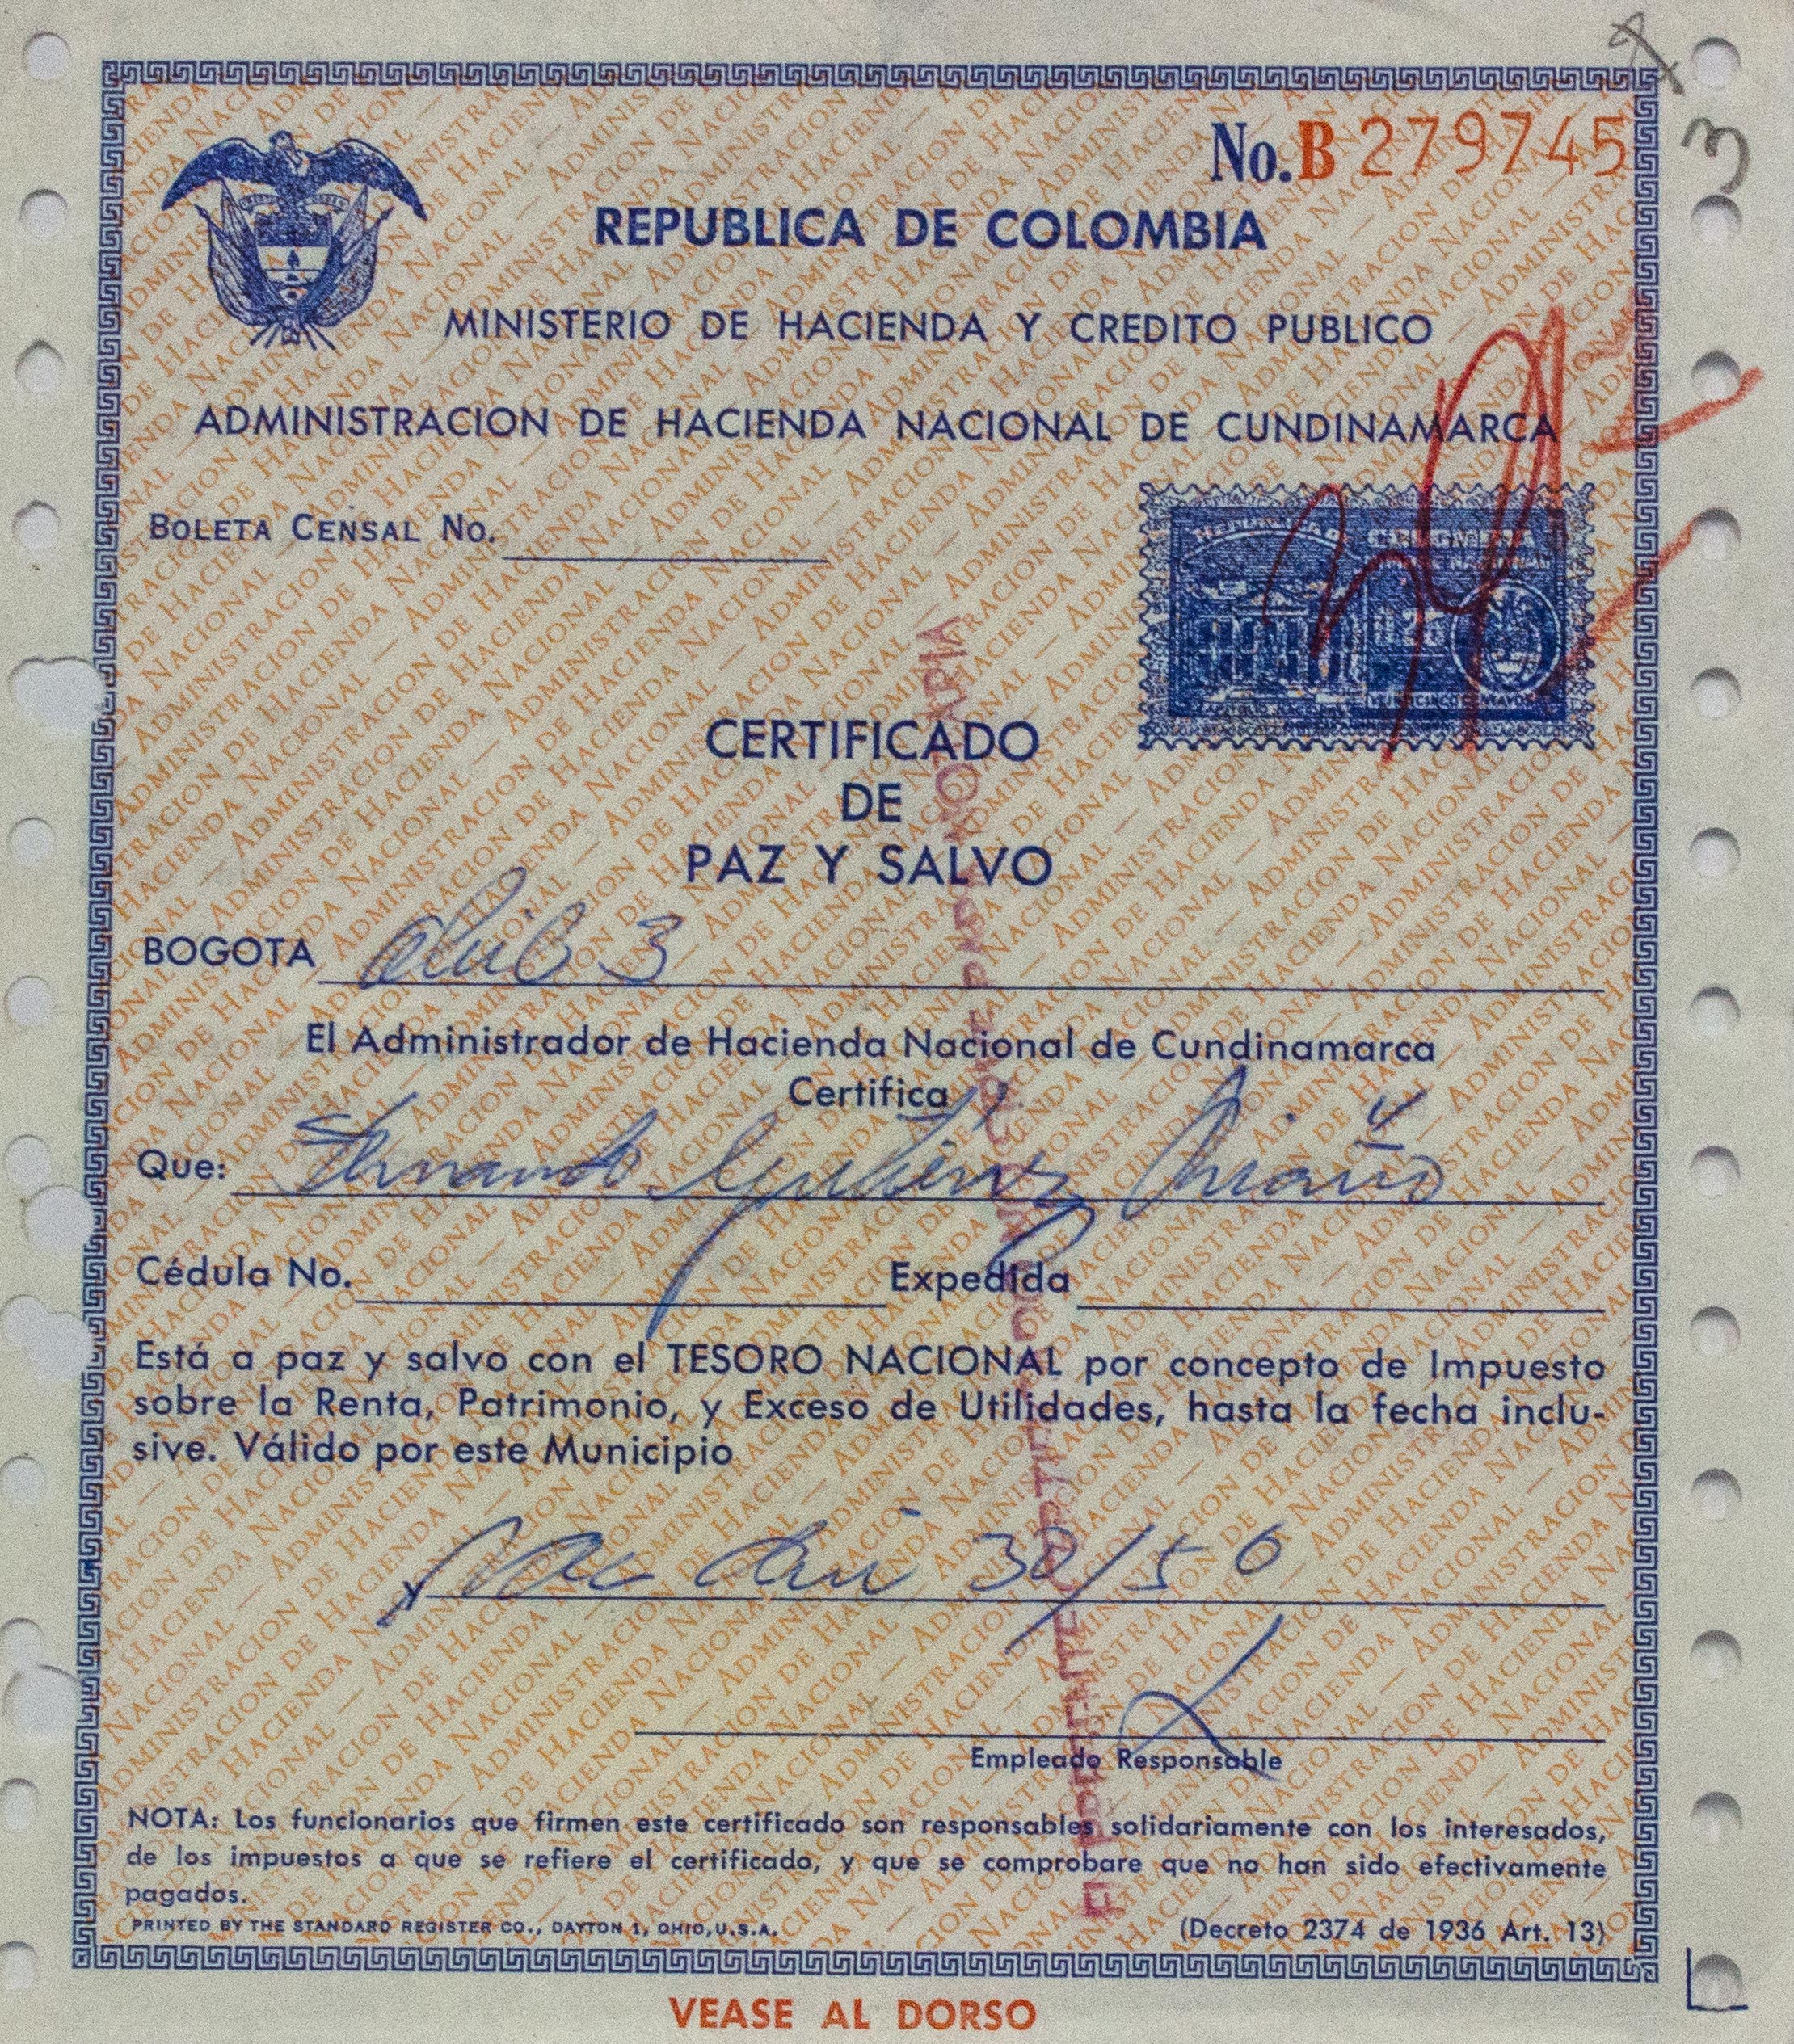 No. B 279745
REPUBLICA DE COLOMBIA
MINISTERIO DE HACIENDA Y CREDITO PUBLICO
ADMINISTRACION DE HACIENDA NACIONAL DE CUNDINAMARCA
BOLETA CENSAL No.
CERTIFICADO
DE
PAZ Y SALVO
BOGOTA 3
El Administrador de Hacienda Nacional de Cundinamarca
Certifica
Que: Gutierrez
Cédula No. Expedida
Está a paz y salvo con el TESORO NACIONAL por concepto de Impuesto
sobre la Renta, Patrimonio, y Exceso de Utilidades, hasta la fecha inclu-
sive. Válido por este Municipio
30/50
Empleado Responsable
NOTA: Los funcionarios que firmen este certificado son responsables solidariamente con los interesados,
de los impuestos a que se refiere el certificado, y que se comprobare que no han sido efectivamente
pagados.
PRINTED BY THE STANDARD REGISTER CO., DAYTON 1, OHIO, U.S.A.
(Decreto 2374 de 1936 Art. 13)
VEASE AL DORSO
3